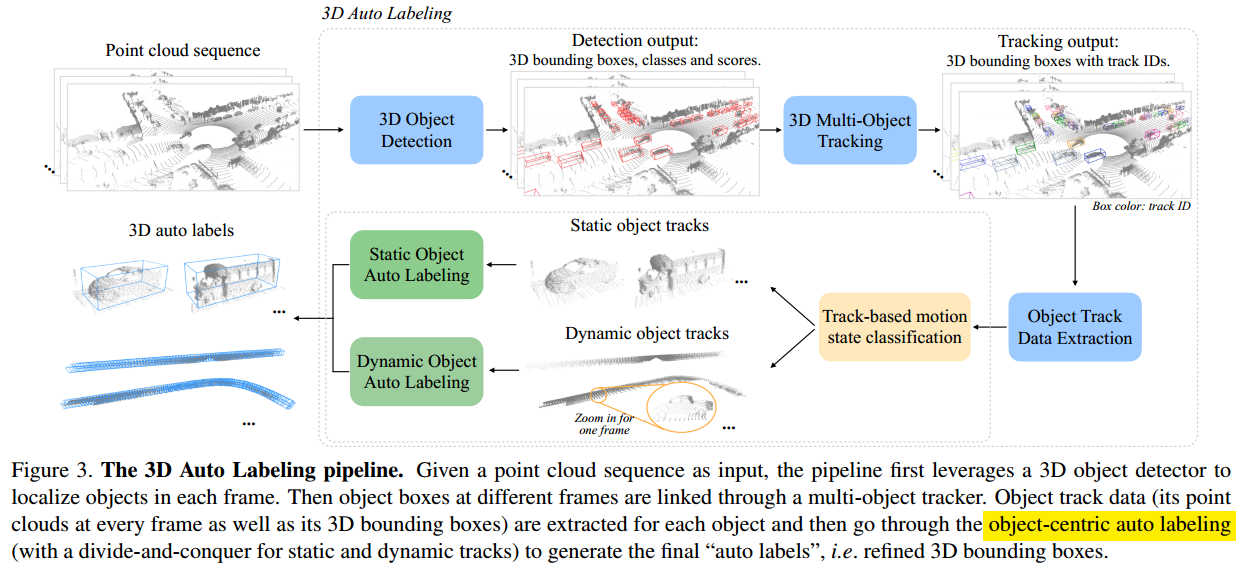 3D Auto Labeling
Point cloud sequence
Detection output:
3D bounding boxes, classes and scores.
Tracking output:
3D bounding boxes with track IDs.
3D Object
Detection
3D Multi-Object
Tracking
...
...
...
Box color: track ID
3D auto labels
Static object tracks
Static Object
Auto Labeling
...
...
Track-based motion
state classification
Object Track
Data Extraction
Dynamic object tracks
Dynamic Object
Auto Labeling
Zoom in for
one frame
...
...
Figure 3. The 3D Auto Labeling pipeline. Given a point cloud sequence as input, the pipeline first leverages a 3D object detector to
localize objects in each frame. Then object boxes at different frames are linked through a multi-object tracker. Object track data (its point
clouds at every frame as well as its 3D bounding boxes) are extracted for each object and then go through the object-centric auto labeling
(with a divide-and-conquer for static and dynamic tracks) to generate the final “auto labels”, i.e. refined 3D bounding boxes.